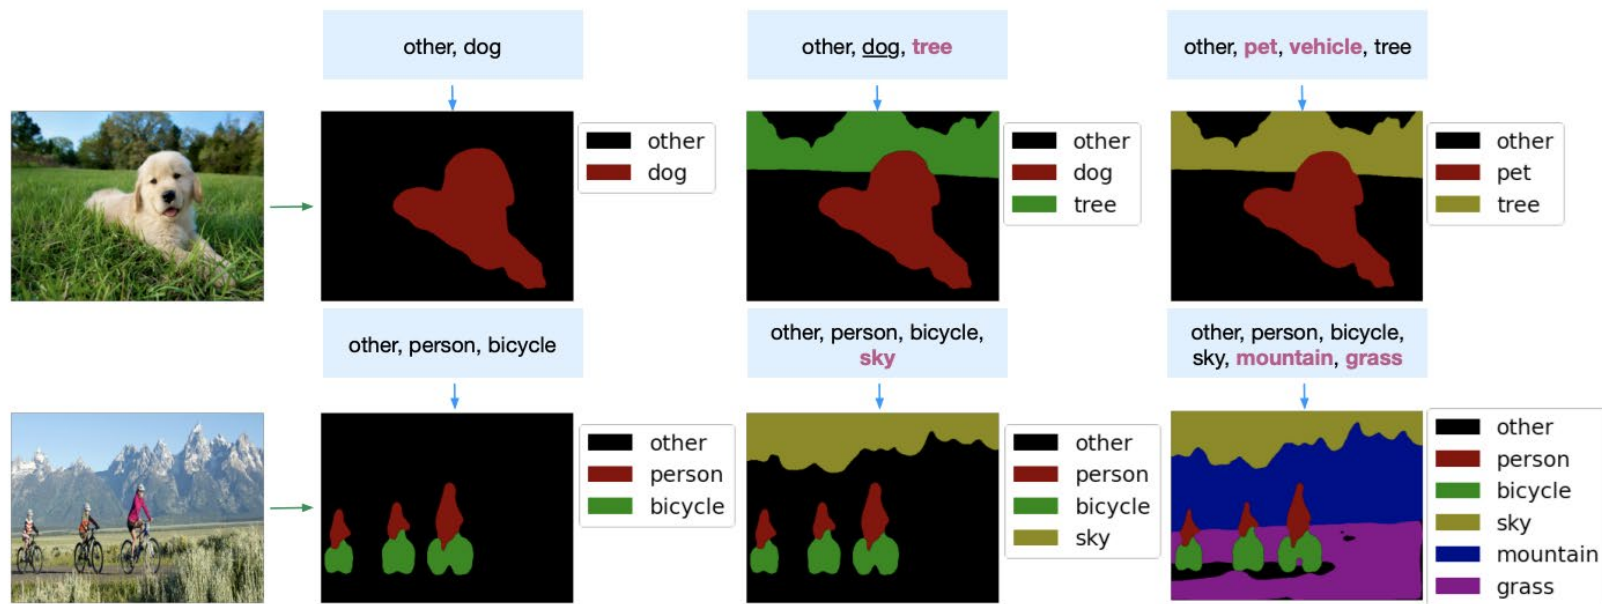 other, dog
other, dog, tree
other, pet, vehicle, tree
other
dog
other
dog
tree
other
pet
tree
other, person, bicycle
other, person, bicycle,
sky
other, person, bicycle,
sky, mountain, grass
other
person
bicycle
other
person
bicycle
sky
other
person
bicycle
sky
mountain
grass